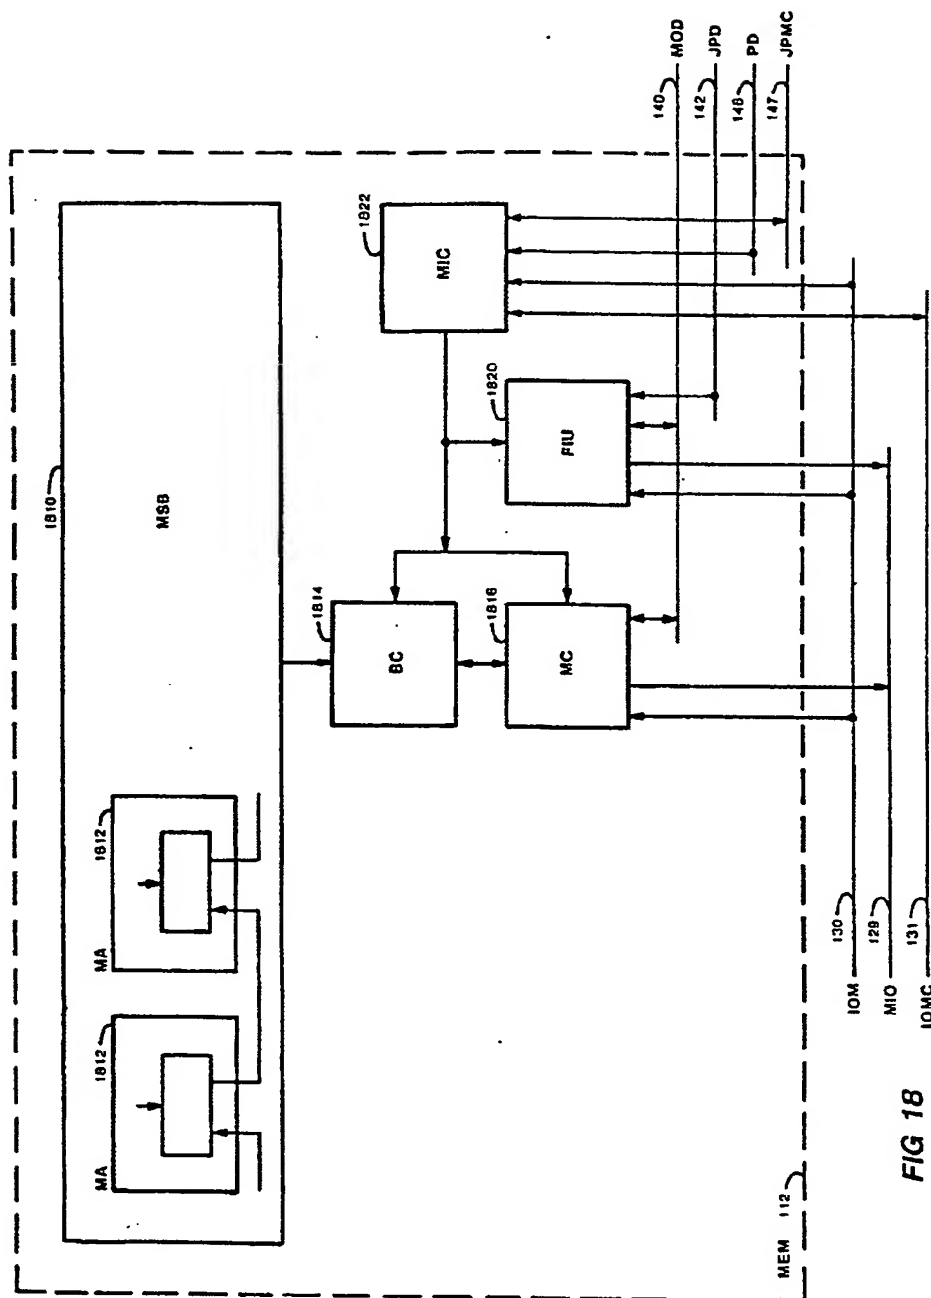 1810
MSB
MA
1812
MA
1812
1822
MIC
1814
BC
1816
MC
1820
FIU
140
MOD
142
JPD
146
PD
147
JPMC
IOM
130
MIO
129
IOMC
131
MEM 112
FIG 18